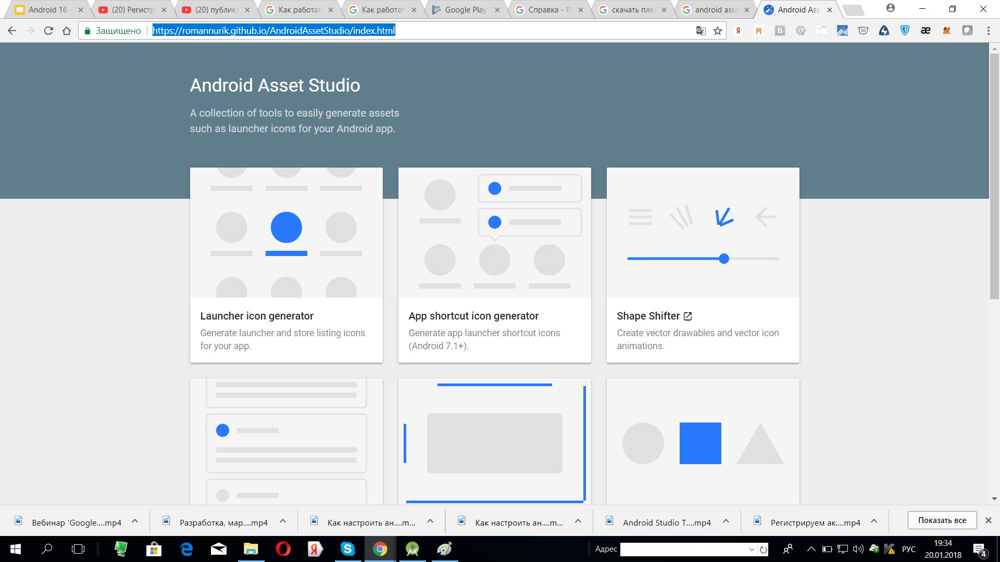 Android 16 -
(20) Регистр
(20) публика
Как работат
Как работат
Google Play
Справка - Pl
скачать пле
android asse
Android Ass
Защищено
https://romannurik.github.io/AndroidAssetStudio/index.html
Android Asset Studio
A collection of tools to easily generate assets
such as launcher icons for your Android app.
Launcher icon generator
Generate launcher and store listing icons
for your app.
App shortcut icon generator
Generate app launcher shortcut icons
(Android 7.1+).
Shape Shifter
Create vector drawables and vector icon
animations.
Вебинар 'Google....mp4
Разработка, мар....mp4
Как настроить ан....m...
Как настроить ан....m...
Android Studio T....mp4
Регистрируем ак....mp4
Показать все
Адрес
РУС
19:34
20.01.2018
4